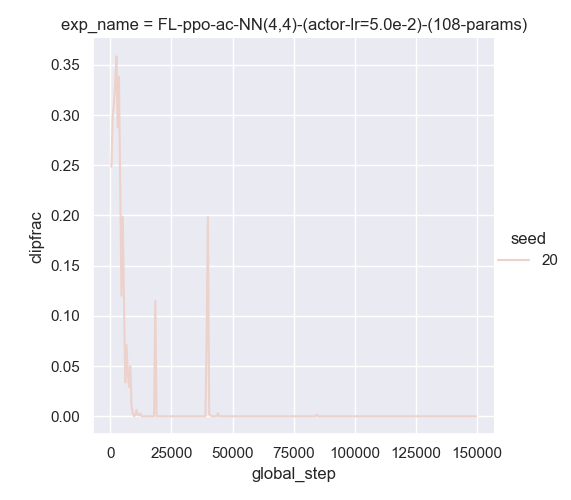 exp_name = FL-ppo-ac-NN(4,4)-(actor-lr=5.0e-2)-(108-params)
0.35
0.30
0.25
0.20
0.15
0.10
0.05
0.00
clipfrac
0 25000 50000 75000 100000 125000 150000
global_step
seed
20